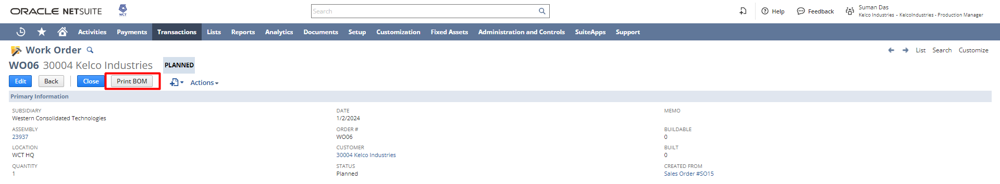 ORACLE NETSUITE
WCT
Search
Help
Feedback
Suman Das
Kelco Industries - KelcoIndustries - Production Manager
Activities Payments Transactions Lists Reports Analytics Documents Setup Customization Fixed Assets Administration and Controls SuiteApps Support
Work Order
List Search Customize
WO06 30004 Kelco Industries PLANNED
Edit Back Close Print BOM Actions
Primary Information
SUBSIDIARY
Western Consolidated Technologies
ASSEMBLY
23937
LOCATION
WCT HQ
QUANTITY
1
DATE
1/2/2024
ORDER #
WO06
CUSTOMER
30004 Kelco Industries
STATUS
Planned
MEMO
BUILDABLE
0
BUILT
0
CREATED FROM
Sales Order #SO15